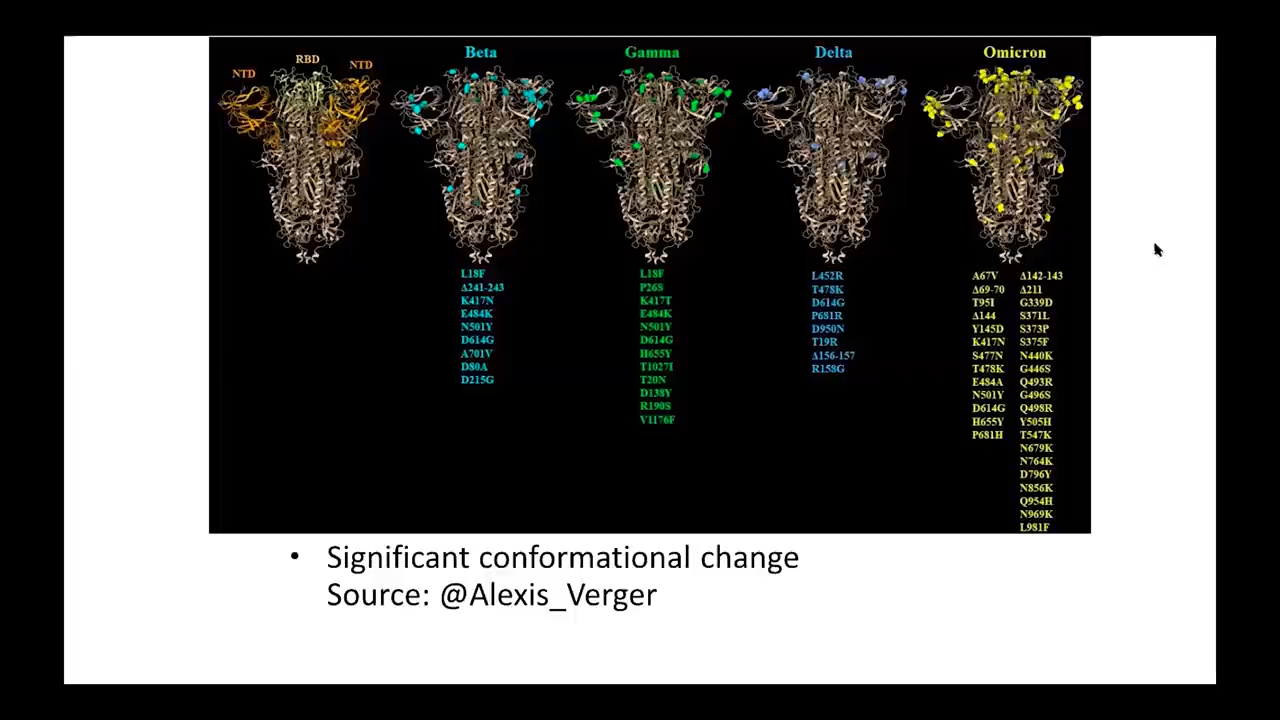 NTD RBD NTD
Beta
L18F
Δ241-243
K417N
E484K
N501Y
D614G
A701V
D80A
D215G
Gamma
L18F
P26S
K417T
E484K
N501Y
D614G
H655Y
T1027I
T20N
D138Y
R190S
V1176F
Delta
L452R
T478K
D614G
P681R
D950N
T19R
Δ156-157
R158G
Omicron
A67V
Δ69-70
T95I
Δ144
Y145D
K417N
S477N
T478K
E484A
N501Y
D614G
H655Y
P681H
Δ142-143
Δ211
G339D
S371L
S373P
S375F
N440K
G446S
Q493R
G496S
Q498R
Y505H
T547K
N679K
N764K
D796Y
N856K
Q954H
N969K
L981F
• Significant conformational change
Source: @Alexis_Verger